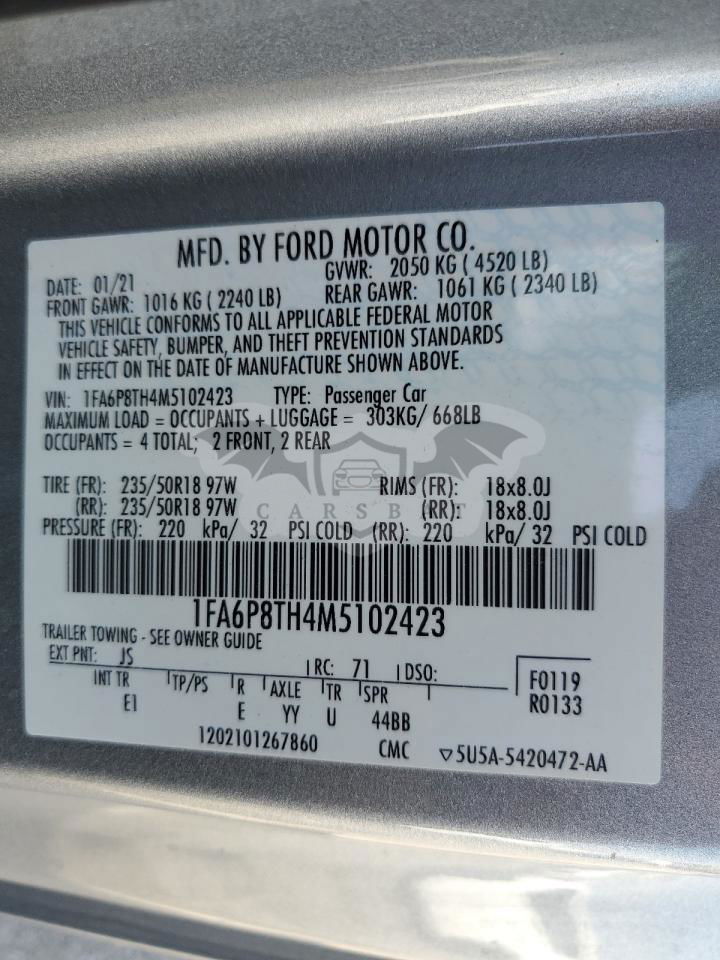 MFD. BY FORD MOTOR CO.
DATE: 01/21 GVWR: 2050 KG ( 4520 LB)
FRONT GAWR: 1016 KG ( 2240 LB) REAR GAWR: 1061 KG ( 2340 LB)
THIS VEHICLE CONFORMS TO ALL APPLICABLE FEDERAL MOTOR
VEHICLE SAFETY, BUMPER, AND THEFT PREVENTION STANDARDS
IN EFFECT ON THE DATE OF MANUFACTURE SHOWN ABOVE.
VIN: 1FA6P8TH4M5102423 TYPE: Passenger Car
MAXIMUM LOAD = OCCUPANTS + LUGGAGE = 303KG/ 668LB
OCCUPANTS = 4 TOTAL; 2 FRONT, 2 REAR
TIRE (FR): 235/50R18 97W RIMS (FR): 18x8.0J
(RR): 235/50R18 97W (RR): 18x8.0J
PRESSURE (FR): 220 kPa/ 32 PSI COLD (RR): 220 kPa/ 32 PSI COLD
1FA6P8TH4M5102423
TRAILER TOWING - SEE OWNER GUIDE
EXT PNT: JS RC: 71 DSO: F0119
INT TR TP/PS R AXLE TR SPR R0133
E1 E YY U 44BB
1202101267860 CMC ▽5U5A-5420472-AA